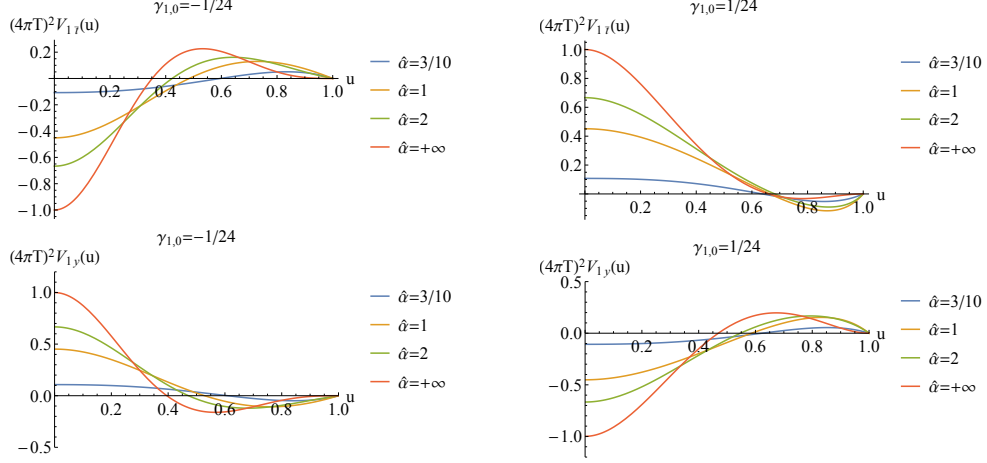 γ1,0=−1/24
(4πT)²V1 t̄(u)
0.2
0.2 0.4 0.6 0.8 1.0 u
−0.2
−0.4
−0.6
−0.8
−1.0
α̂=3/10
α̂=1
α̂=2
α̂=+∞
γ1,0=1/24
(4πT)²V1 t̄(u)
1.0
0.8
0.6
0.4
0.2
0.2 0.4 0.6 0.8 1.0 u
α̂=3/10
α̂=1
α̂=2
α̂=+∞
γ1,0=−1/24
(4πT)²V1 y(u)
1.0
0.5
0.0
0.2 0.4 0.6 0.8 1.0 u
−0.5
α̂=3/10
α̂=1
α̂=2
α̂=+∞
γ1,0=1/24
(4πT)²V1 y(u)
0.5
0.0
0.2 0.4 0.6 0.8 1.0 u
−0.5
−1.0
α̂=3/10
α̂=1
α̂=2
α̂=+∞